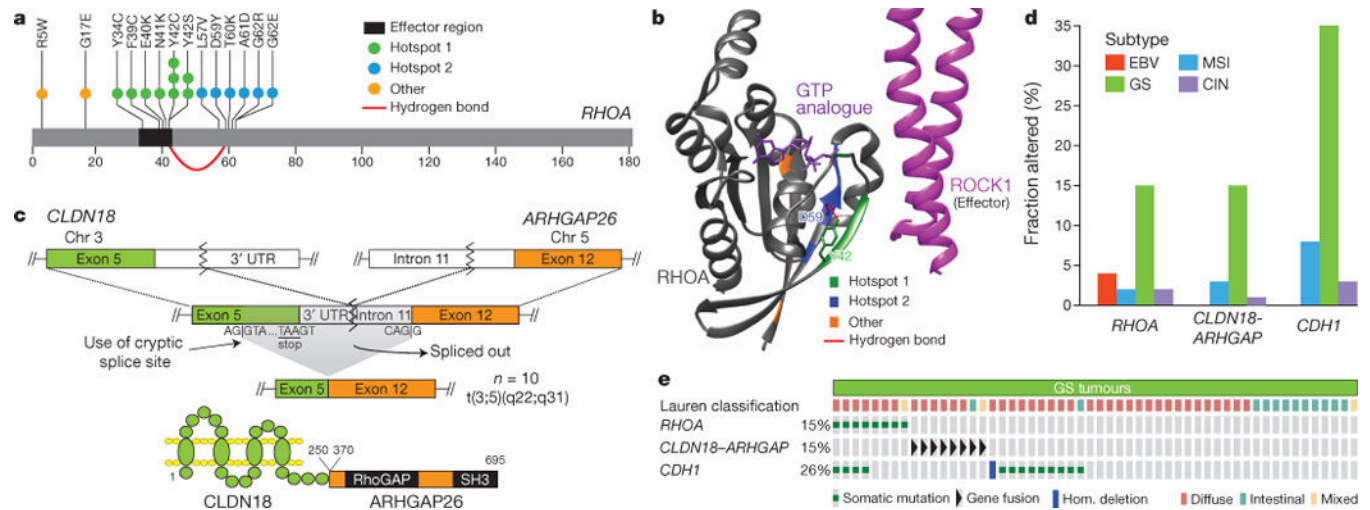 a
R5W
G17E
Y34C
F39C
E40K
N41K
Y42C
Y42S
L57V
D59Y
T60K
A61D
G62R
G62E
Effector region
Hotspot 1
Hotspot 2
Other
Hydrogen bond
RHOA
0 20 40 60 80 100 120 140 160 180
b
GTP
analogue
ROCK1
(Effector)
D59
Y42
RHOA
Hotspot 1
Hotspot 2
Other
Hydrogen bond
c
CLDN18
Chr 3
ARHGAP26
Chr 5
Exon 5 3′ UTR Intron 11 Exon 12
Exon 5 3′ UTR Intron 11 Exon 12
AG|GTA...TAAGT CAG|G
stop
Use of cryptic
splice site
Spliced out
Exon 5 Exon 12
n = 10
t(3;5)(q22;q31)
250 370 695
1
RhoGAP SH3
CLDN18 ARHGAP26
d
Subtype
EBV MSI
GS CIN
Fraction altered (%)
35
30
25
20
15
10
5
0
RHOA CLDN18-
ARHGAP CDH1
e
GS tumours
Lauren classification
RHOA 15%
CLDN18–ARHGAP 15%
CDH1 26%
Somatic mutation Gene fusion Hom. deletion Diffuse Intestinal Mixed